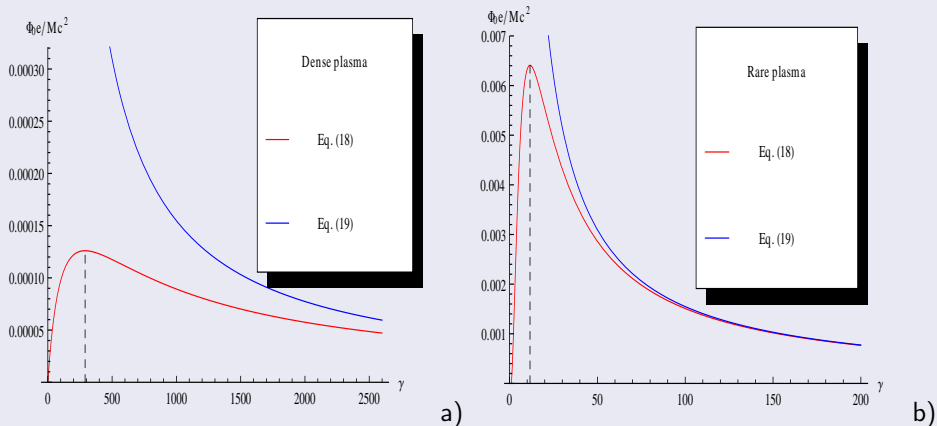 Φ₀e/Mc²
0.00030
0.00025
0.00020
0.00015
0.00010
0.00005
0 500 1000 1500 2000 2500
γ
Dense plasma
Eq. (18)
Eq. (19)
a)
Φ₀e/Mc²
0.007
0.006
0.005
0.004
0.003
0.002
0.001
0 50 100 150 200
γ
Rare plasma
Eq. (18)
Eq. (19)
b)